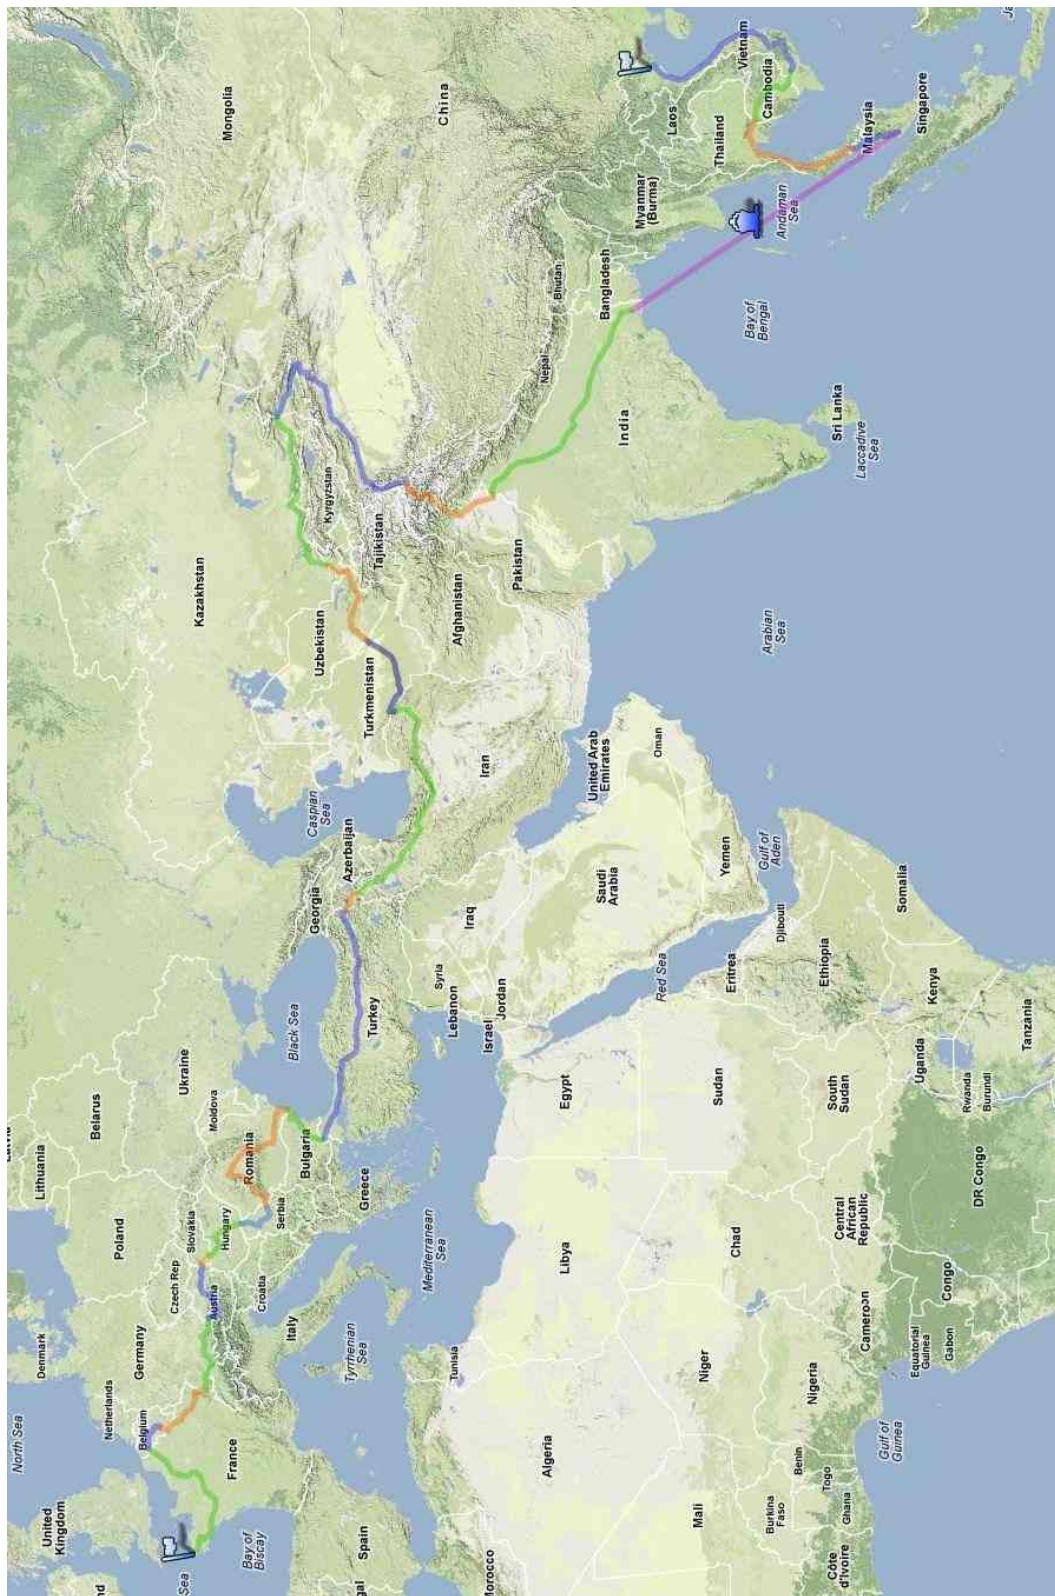 North Sea
Lithuania
Denmark
United
Kingdom
Belarus
nd
Netherlands
Poland
Mongolia
Belgium
Germany
Czech Rep
Ukraine
Kazakhstan
Sea
Slovakia
Moldova
France
Austria
Hungary
Romania
Bay of
Biscay
Croatia
Serbia
Bulgaria
Black Sea
Italy
Georgia
Caspian
Sea
Uzbekistan
Kyrgyzstan
Azerbaijan
Tyrrhenian
Sea
Spain
gal
Greece
Turkey
Turkmenistan
Tajikistan
China
Mediterranean
Sea
Syria
Tunisia
Lebanon
Iraq
Afghanistan
Israel
Jordan
Iran
Pakistan
Morocco
Algeria
Libya
Egypt
Nepal
Bhutan
United Arab
Emirates
Saudi
Arabia
Bangladesh
India
Myanmar
(Burma)
Red Sea
Oman
Laos
Mali
Niger
Chad
Sudan
Eritrea
Yemen
Thailand
Vietnam
Bay of
Bengal
Gulf of
Aden
Arabian
Sea
Andaman
Sea
Cambodia
Burkina
Faso
Benin
Nigeria
Djibouti
Togo
Ethiopia
South
Sudan
Côte
d'Ivoire
Ghana
Central
African
Republic
Sri Lanka
Cameroon
Laccadive
Sea
Malaysia
Gulf of
Guinea
Somalia
Equatorial
Guinea
Uganda
Singapore
Kenya
Gabon
Congo
Rwanda
Burundi
DR Congo
Tanzania
Ja